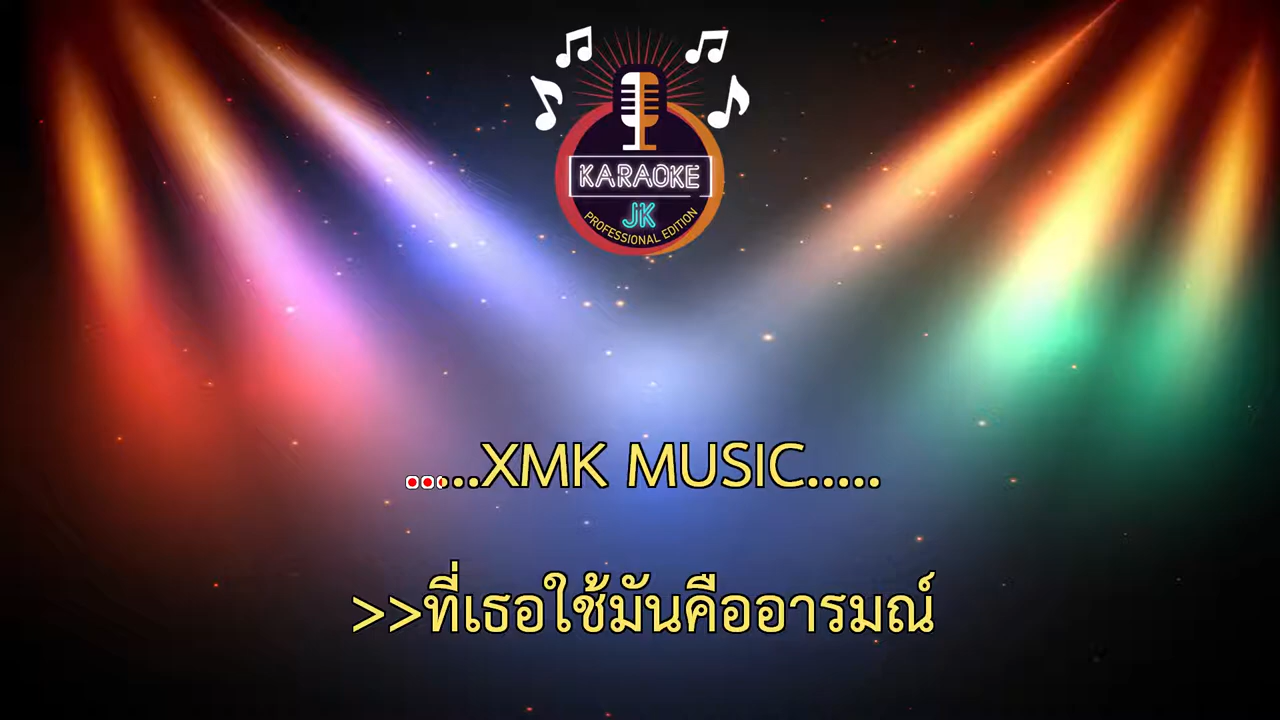 KARAOKE
JK
PROFESSIONAL EDITION
.....XMK MUSIC.....
>>ที่เธอใช้มันคืออารมณ์